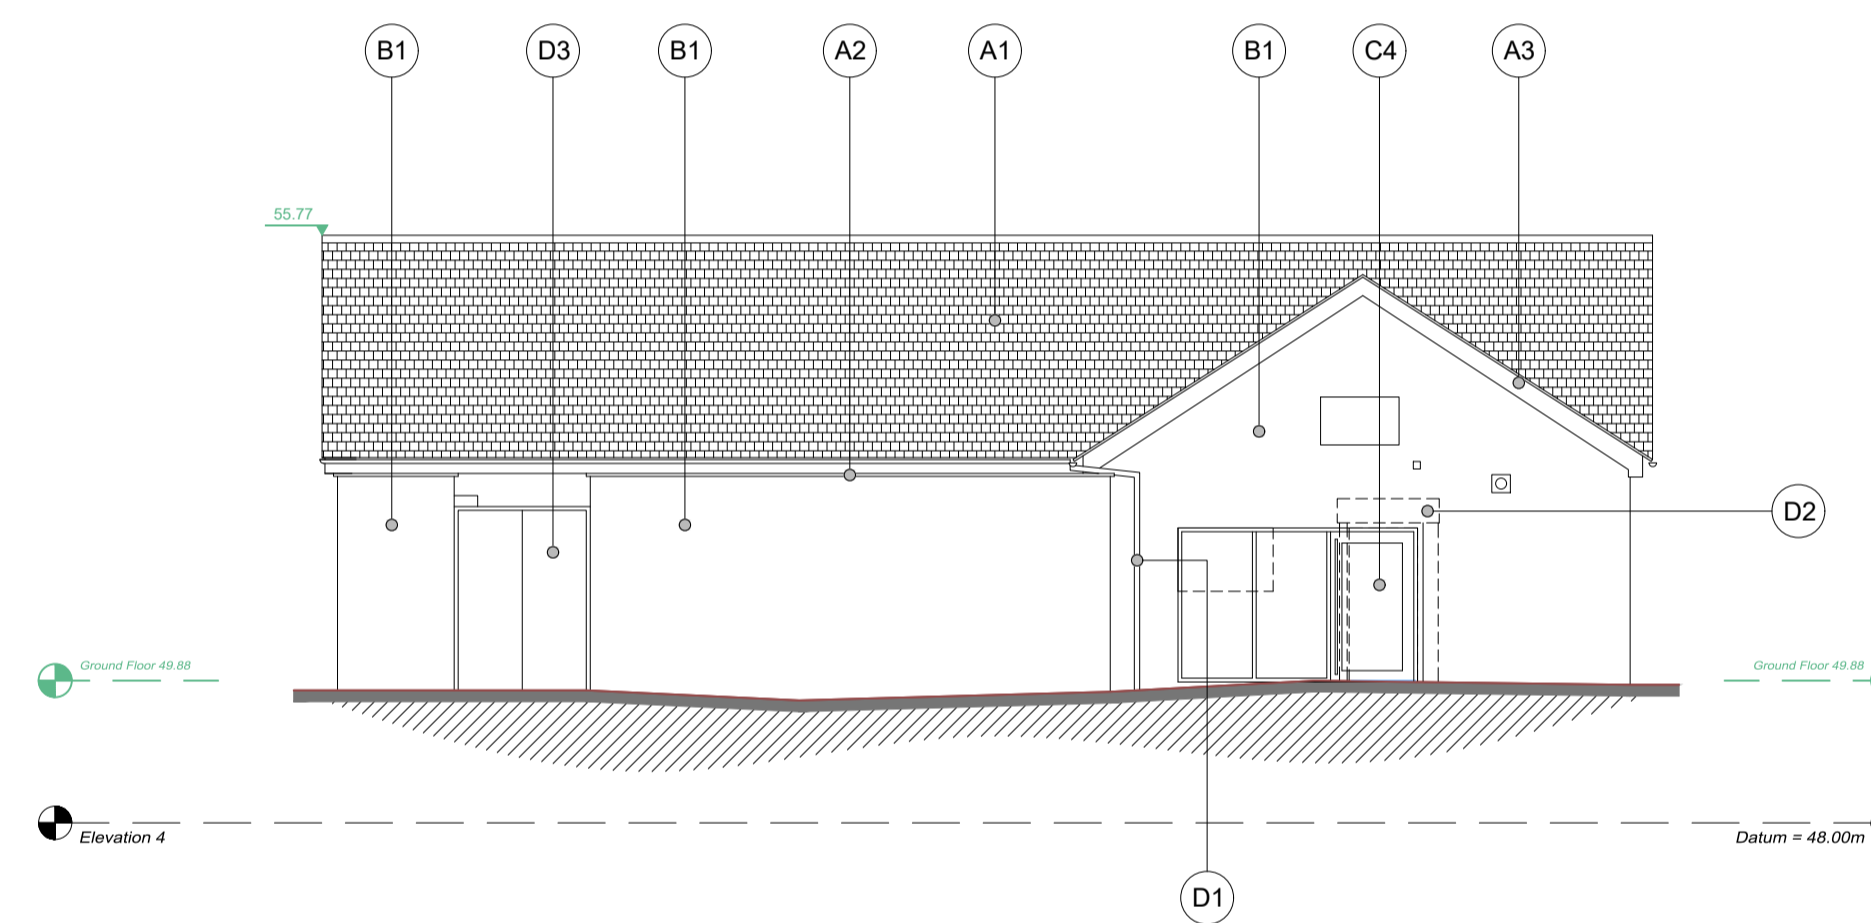 B1
D3
B1
A2
A1
B1
C4
A3
55.77
D2
Ground Floor 49.88
Ground Floor 49.88
Elevation 4
Datum = 48.00m
D1